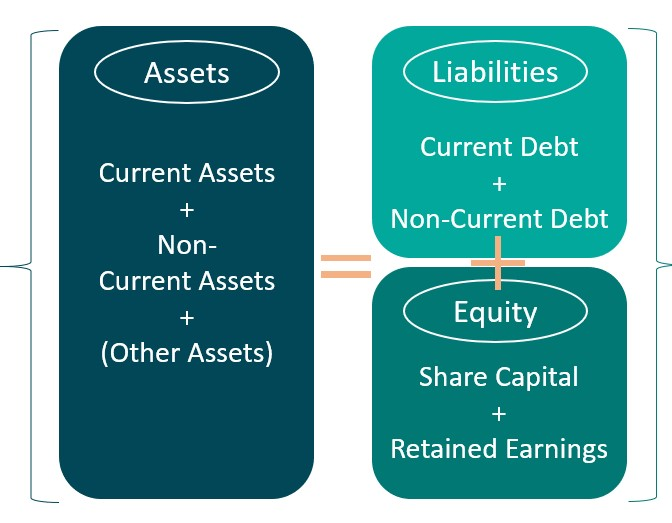 Assets
Current Assets
+
Non-
Current Assets
+
(Other Assets)
=
Liabilities
Current Debt
+
Non-Current Debt
+
Equity
Share Capital
+
Retained Earnings